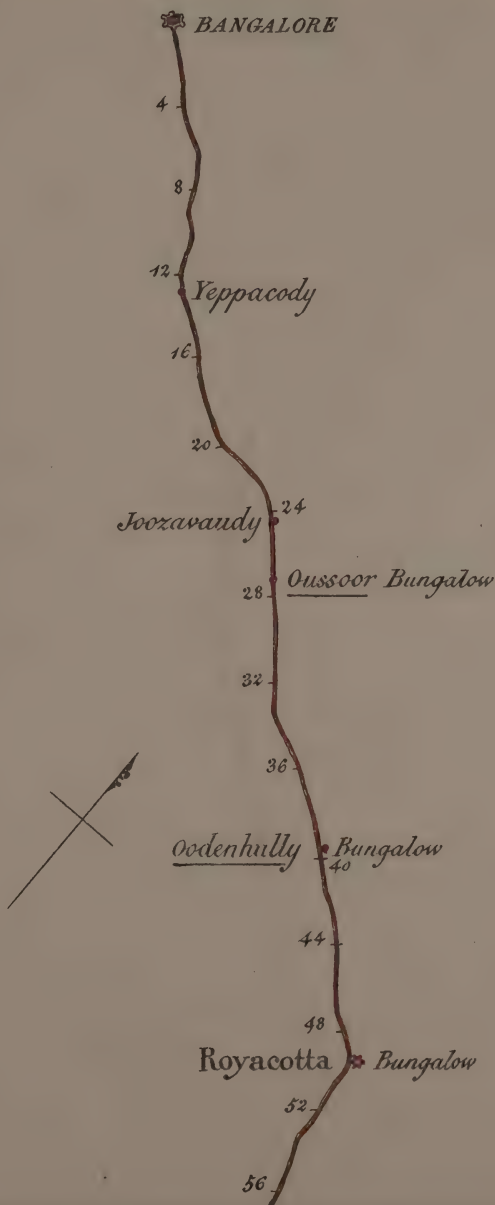 BANGALORE
4
8
12
Yeppacody
16
20
24
Joozavaudy
Oussoor Bungalow
28
32
36
Oodenhully Bungalow
40
44
48
Royacotta Bungalow
52
56